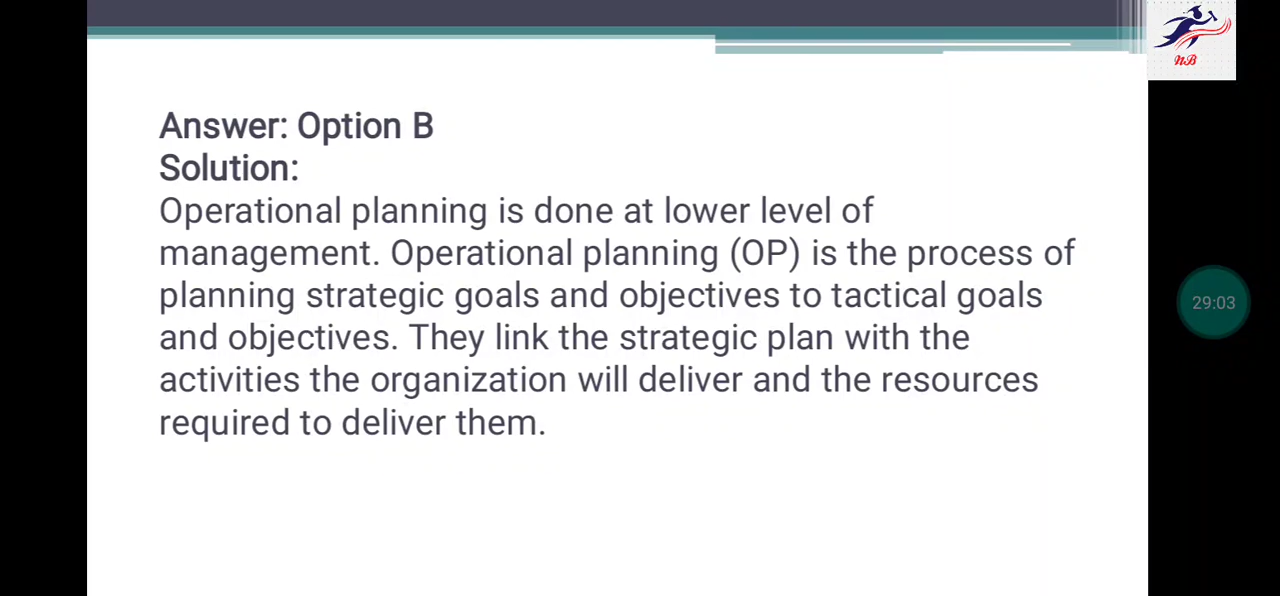 NB
Answer: Option B
Solution:
Operational planning is done at lower level of
management. Operational planning (OP) is the process of
planning strategic goals and objectives to tactical goals
and objectives. They link the strategic plan with the
activities the organization will deliver and the resources
required to deliver them.
29:03